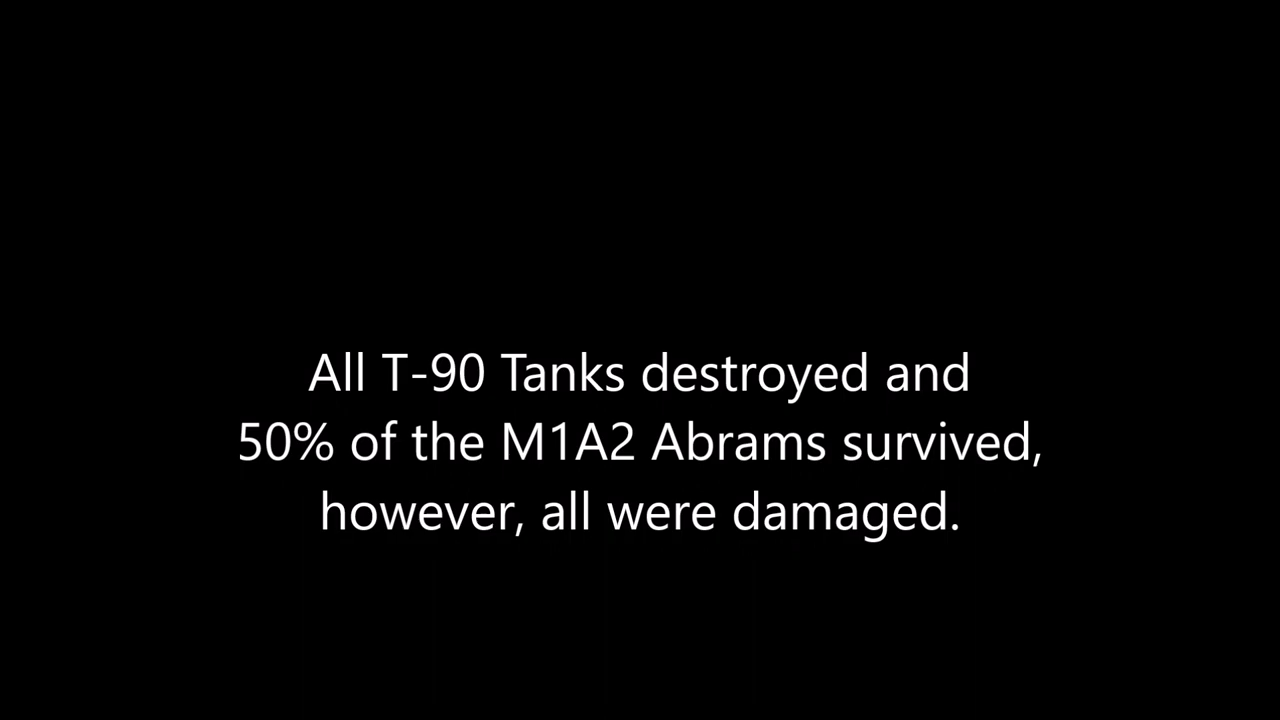 All T-90 Tanks destroyed and
50% of the M1A2 Abrams survived,
however, all were damaged.